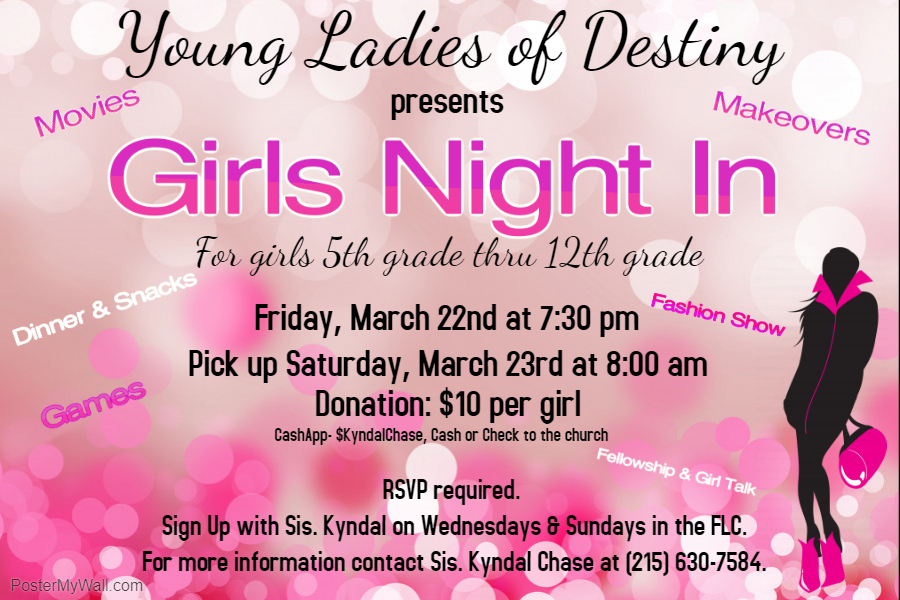 Young Ladies of Destiny
presents
Movies
Makeovers
Girls Night In
For girls 5th grade thru 12th grade
Dinner & Snacks
Fashion Show
Friday, March 22nd at 7:30 pm
Pick up Saturday, March 23rd at 8:00 am
Games
Donation: $10 per girl
CashApp- $KyndalChase, Cash or Check to the church
Fellowship & Girl Talk
RSVP required.
Sign Up with Sis. Kyndal on Wednesdays & Sundays in the FLC.
For more information contact Sis. Kyndal Chase at (215) 630-7584.
PosterMyWall.com